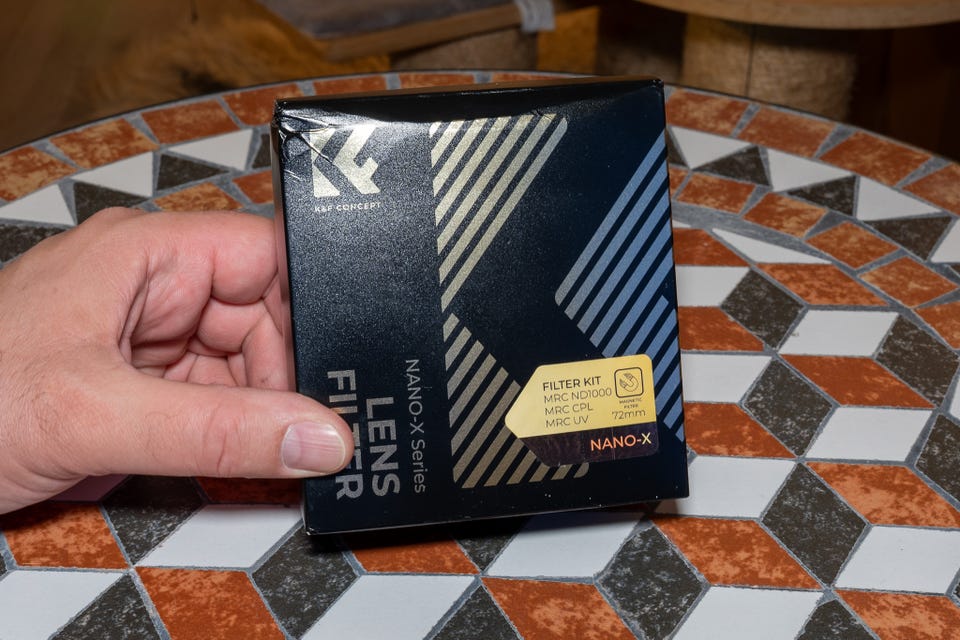 K&F CONCEPT
NANO-X Series
LENS
FILTER
FILTER KIT
MRC ND1000
MRC CPL
MRC UV
MAGNETIC
FILTER
72mm
NANO-X